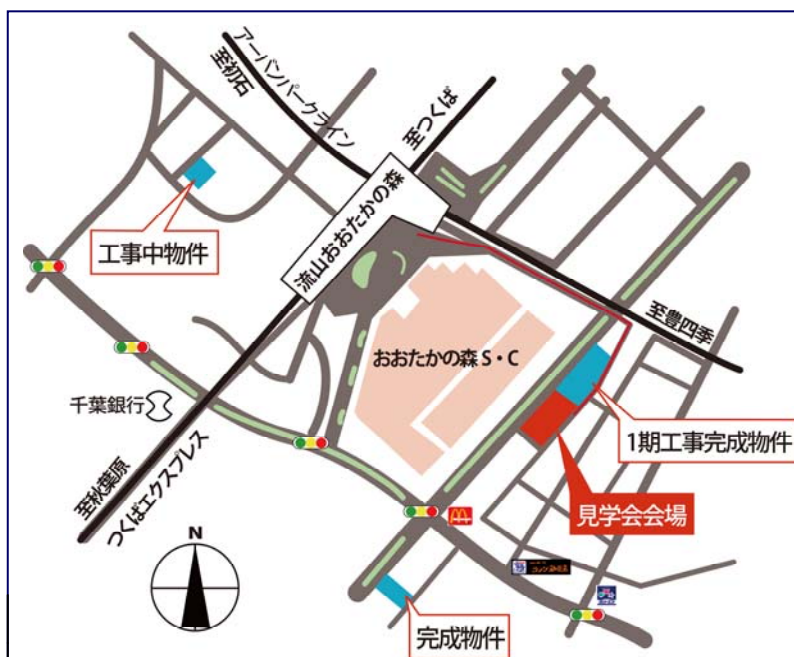 アーバンパークライン
至初石
至つくば
流山おおたかの森
工事中物件
至豊四季
おおたかの森 S・C
千葉銀行
1期工事完成物件
見学会会場
至秋葉原
つくばエクスプレス
N
完成物件